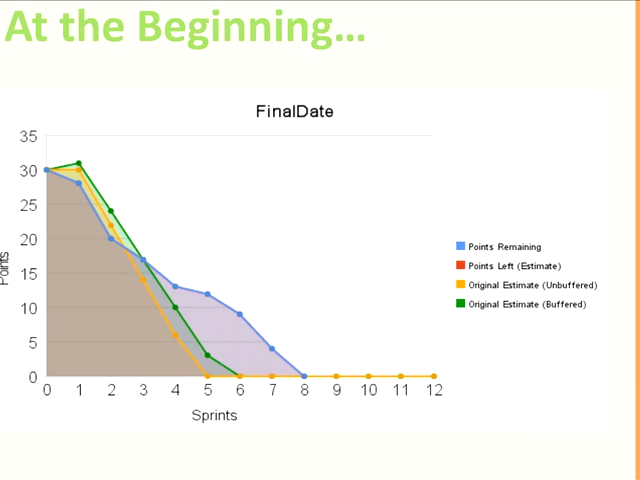 At the Beginning...
FinalDate
35
30
25
20
15
10
5
0
Points
0 1 2 3 4 5 6 7 8 9 10 11 12
Sprints
Points Remaining
Points Left (Estimate)
Original Estimate (Unbuffered)
Original Estimate (Buffered)